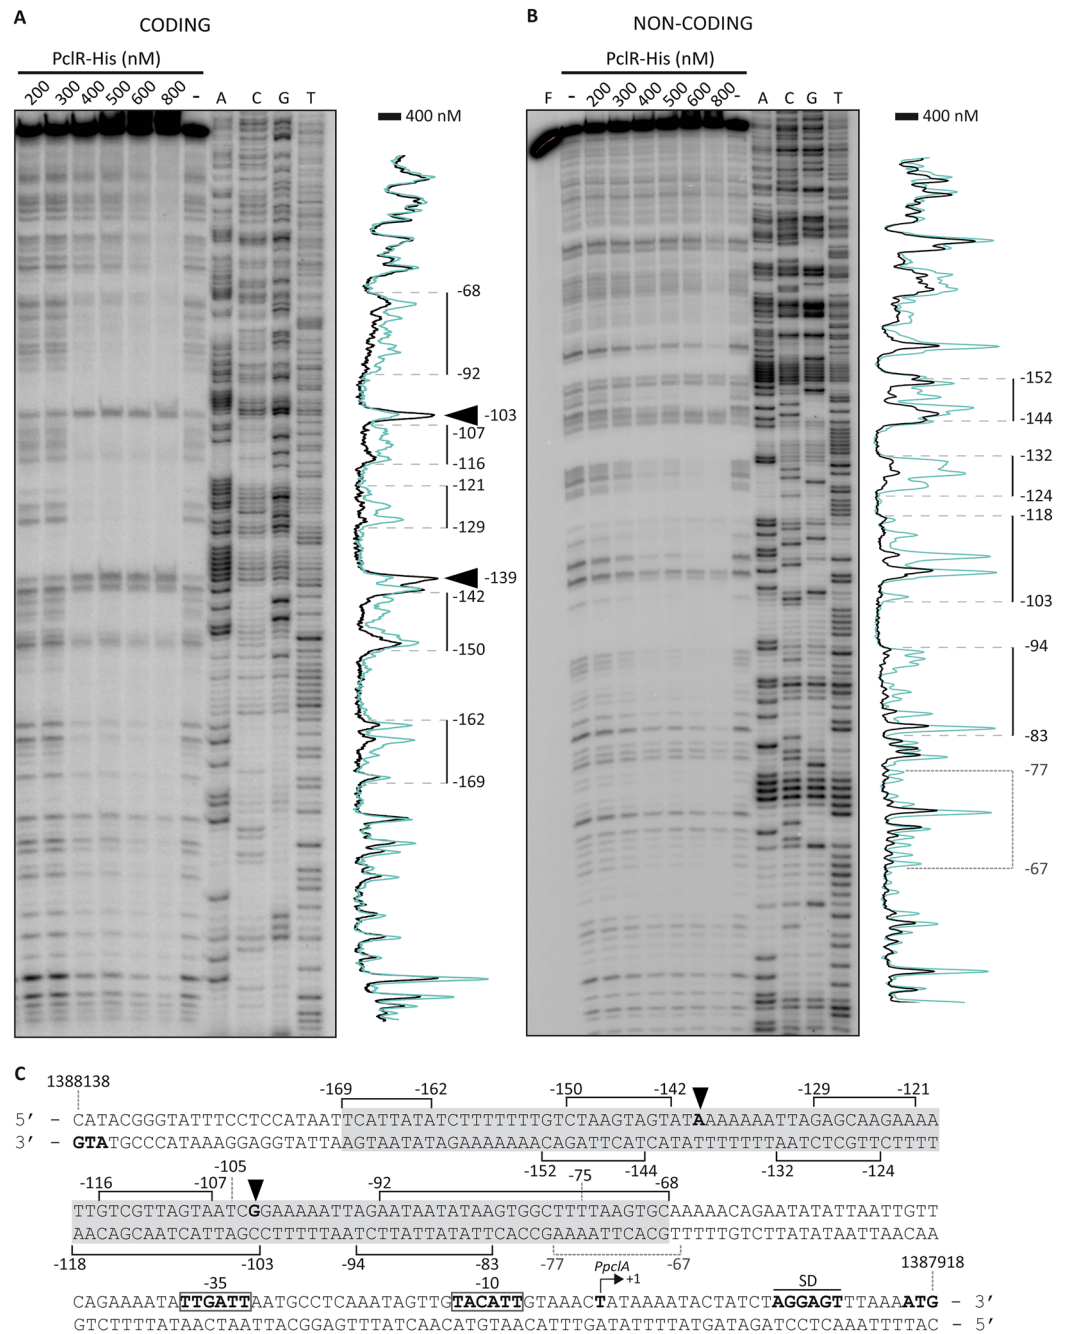 A
CODING
PclR-His (nM)
200 300 400 500 600 800 - A C G T
400 nM
-68
-92
-103
-107
-116
-121
-129
-139
-142
-150
-162
-169
B
NON-CODING
PclR-His (nM)
F - 200 300 400 500 600 800 - A C G T
400 nM
-152
-144
-132
-124
-118
-103
-94
-83
-77
-67
C
1388138
-169 -162 -150 -142 -129 -121
5′ - CATACGGGTATTTCCTCCATAATTCATTATATCTTTTTTTGTCTAAGTAGTATAAAAAAATTAGAGCAAGAAAA
3′ - GTATGCCCATAAAGGAGGTATTAAGTAATATAGAAAAAAACAGATTCATCATATTTTTTTAATCTCGTTCTTTT
-152 -144 -132 -124
-116 -107 -105 -92 -75 -68
TTGTCGTTAGTAATCGGAAAAATTAGAATAATATAAGTGGCTTTTAAGTGCAAAAACAGAATATATTAATTGTT
AACAGCAATCATTAGCCTTTTTAATCTTATTATATTCACCGAAAATTCACGTTTTTGTCTTATATAATTAACAA
-118 -103 -94 -83 -77 -67
-35 -10 PpclA +1 SD 1387918
CAGAAAATATTGATTAATGCCTCAAATAGTTGTACATTGTAAACTATAAAATACTATCTAGGAGTTTAAAATG - 3′
GTCTTTTATAACTAATTACGGAGTTTATCAACATGTAACATTTGATATTTTATGATAGATCCTCAAATTTTAC - 5′